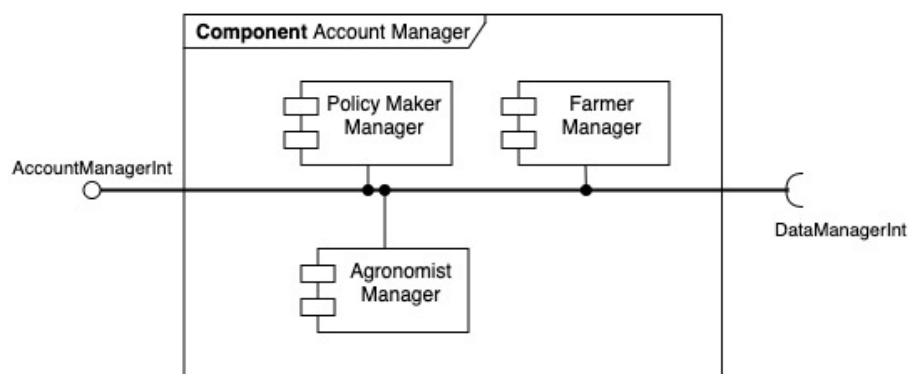 Component Account Manager
Policy Maker
Manager
Farmer
Manager
AccountManagerInt
DataManagerInt
Agronomist
Manager